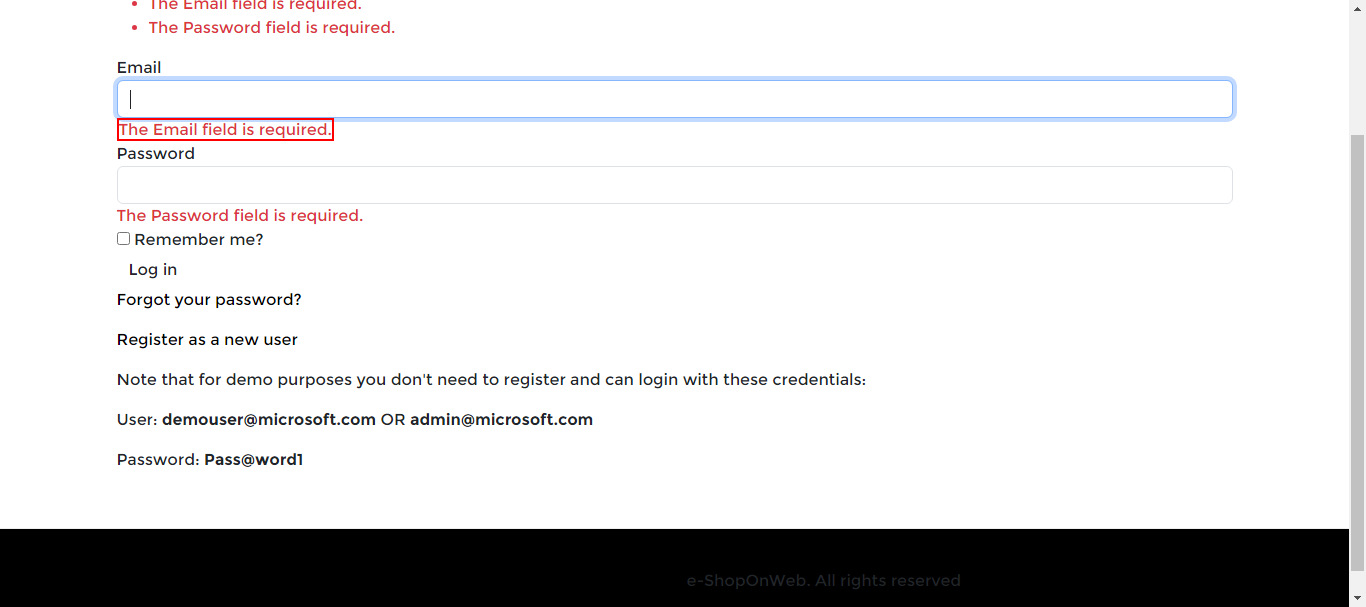 The Email field is required.
The Password field is required.
Email
The Email field is required.
Password
The Password field is required.
Remember me?
Log in
Forgot your password?
Register as a new user
Note that for demo purposes you don't need to register and can login with these credentials:
User: demouser@microsoft.com OR admin@microsoft.com
Password: Pass@word1
e-ShopOnWeb. All rights reserved